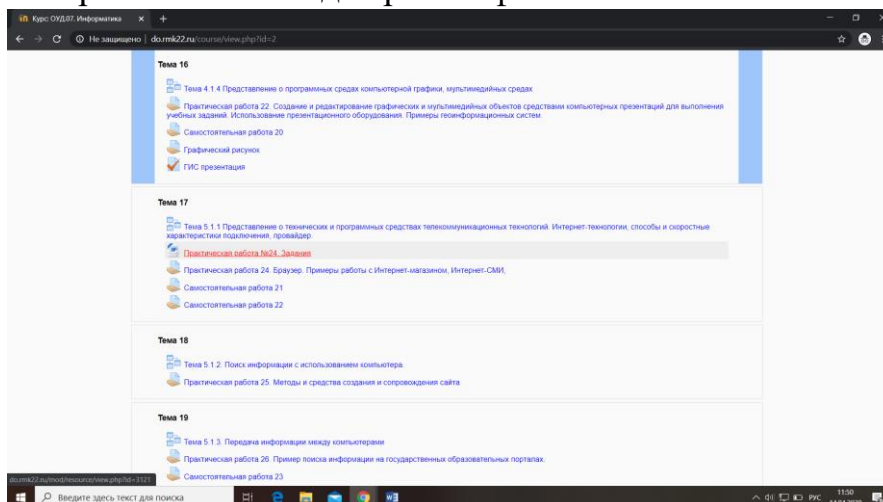 Курс: ОУД.07. Информатика
Не защищено | do.rmk22.ru/course/view.php?id=2
Тема 16
Тема 4.1.4 Представление о программных средах компьютерной графики, мультимедийных средах
Практическая работа 22. Создание и редактирование графических и мультимедийных объектов средствами компьютерных презентаций для выполнения
учебных заданий. Использование презентационного оборудования. Примеры геоинформационных систем.
Самостоятельная работа 20
Графический рисунок
ГИС презентация
Тема 17
Тема 5.1.1 Представление о технических и программных средствах телекоммуникационных технологий. Интернет-технологии, способы и скоростные
характеристики подключения, провайдер.
Практическая работа №24. Задания
Практическая работа 24. Браузер. Примеры работы с Интернет-магазином, Интернет-СМИ,
Самостоятельная работа 21
Самостоятельная работа 22
Тема 18
Тема 5.1.2. Поиск информации с использованием компьютера
Практическая работа 25. Методы и средства создания и сопровождения сайта
Тема 19
Тема 5.1.3. Передача информации между компьютерами
Практическая работа 26. Пример поиска информации на государственных образовательных порталах.
Самостоятельная работа 23
do.rmk22.ru/mod/resource/view.php?id=3121
Введите здесь текст для поиска
РУС
11:50